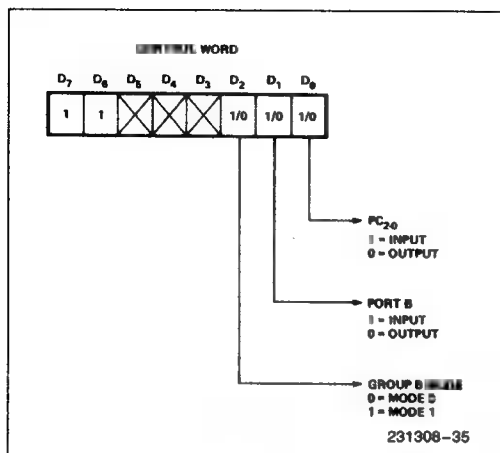 WORD
D7 D6 D5 D4 D3 D2 D1 D0
1 1 1/0 1/0 1/0
PC2-0
1 = INPUT
0 = OUTPUT
PORT B
1 = INPUT
0 = OUTPUT
GROUP B
0 = MODE 0
1 = MODE 1
231308-35